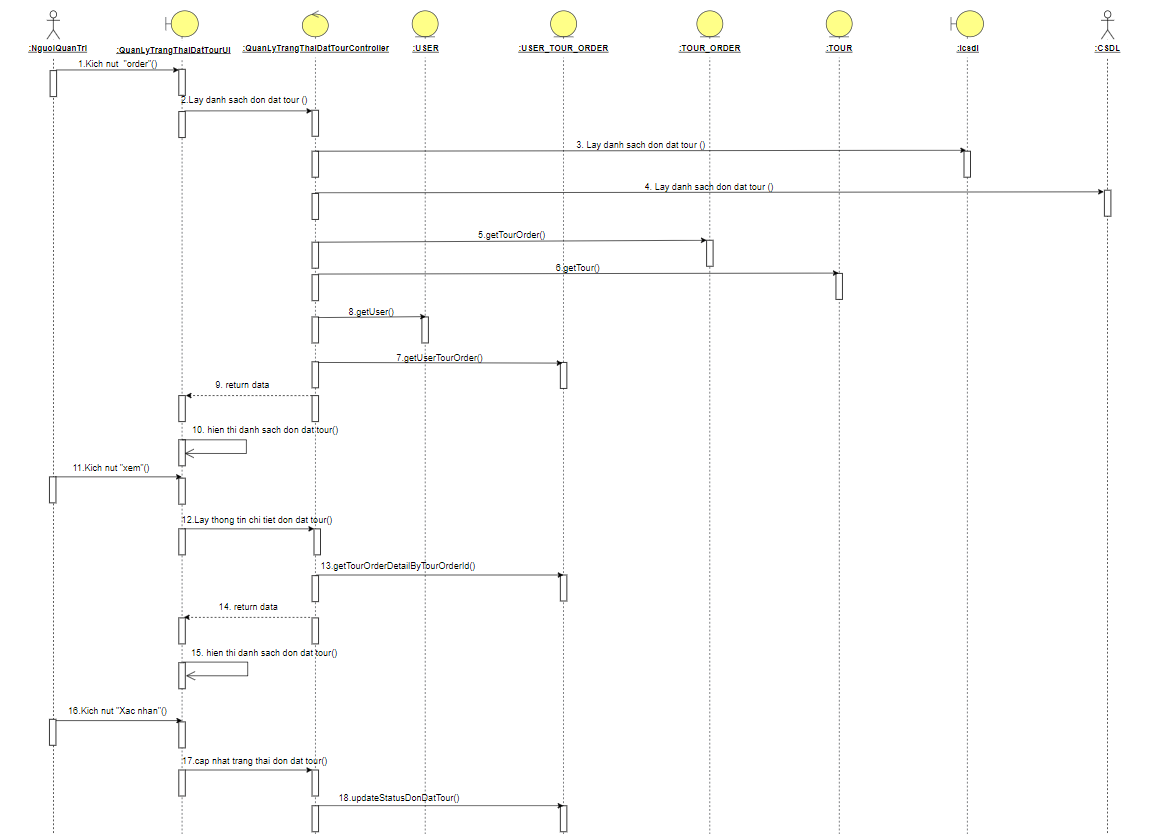 :NguoiQuanTri
:QuanLyTrangThaiDatTourUI
:QuanLyTrangThaiDatTourController
:USER
:USER_TOUR_ORDER
:TOUR_ORDER
:TOUR
:Icsdl
:CSDL
1.Kich nut "order"()
2.Lay danh sach don dat tour ()
3. Lay danh sach don dat tour ()
4. Lay danh sach don dat tour ()
5.getTourOrder()
6.getTour()
8.getUser()
7.getUserTourOrder()
9. return data
10. hien thi danh sach don dat tour()
11.Kich nut "xem"()
12.Lay thong tin chi tiet don dat tour()
13.getTourOrderDetailByTourOrderId()
14. return data
15. hien thi danh sach don dat tour()
16.Kich nut "Xac nhan"()
17.cap nhat trang thai don dat tour()
18.updateStatusDonDatTour()